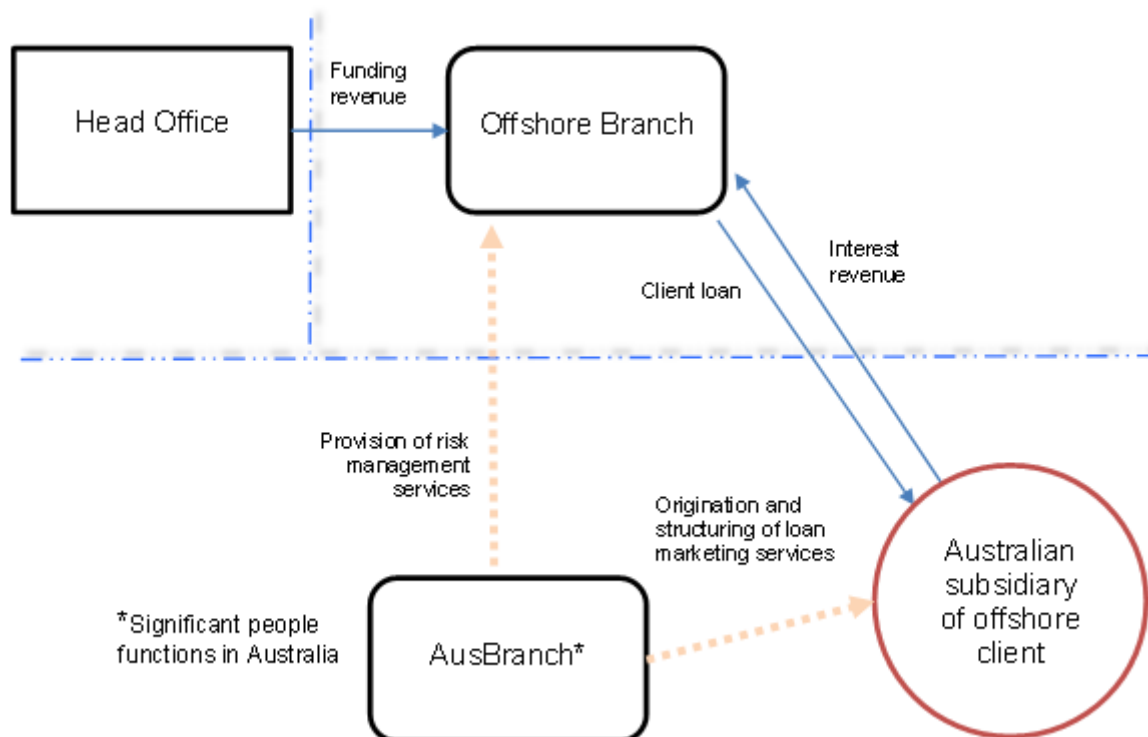 Head Office
Funding
revenue
Offshore Branch
Interest
revenue
Client loan
Provision of risk
management
services
Origination and
structuring of loan
marketing services
Australian
subsidiary
of offshore
client
*Significant people
functions in Australia
AusBranch*